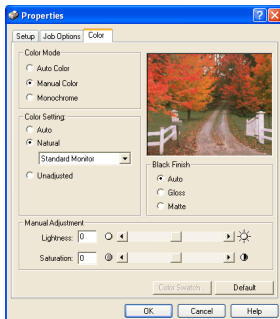 Properties
Setup
Job Options
Color
Color Mode
Auto Color
Manual Color
Monochrome
Color Setting:
Auto
Natural
Standard Monitor
Unadjusted
Black Finish
Auto
Gloss
Matte
Manual Adjustment
Lightness: 0
Saturation: 0
Color Swatch...
Default
OK
Cancel
Help